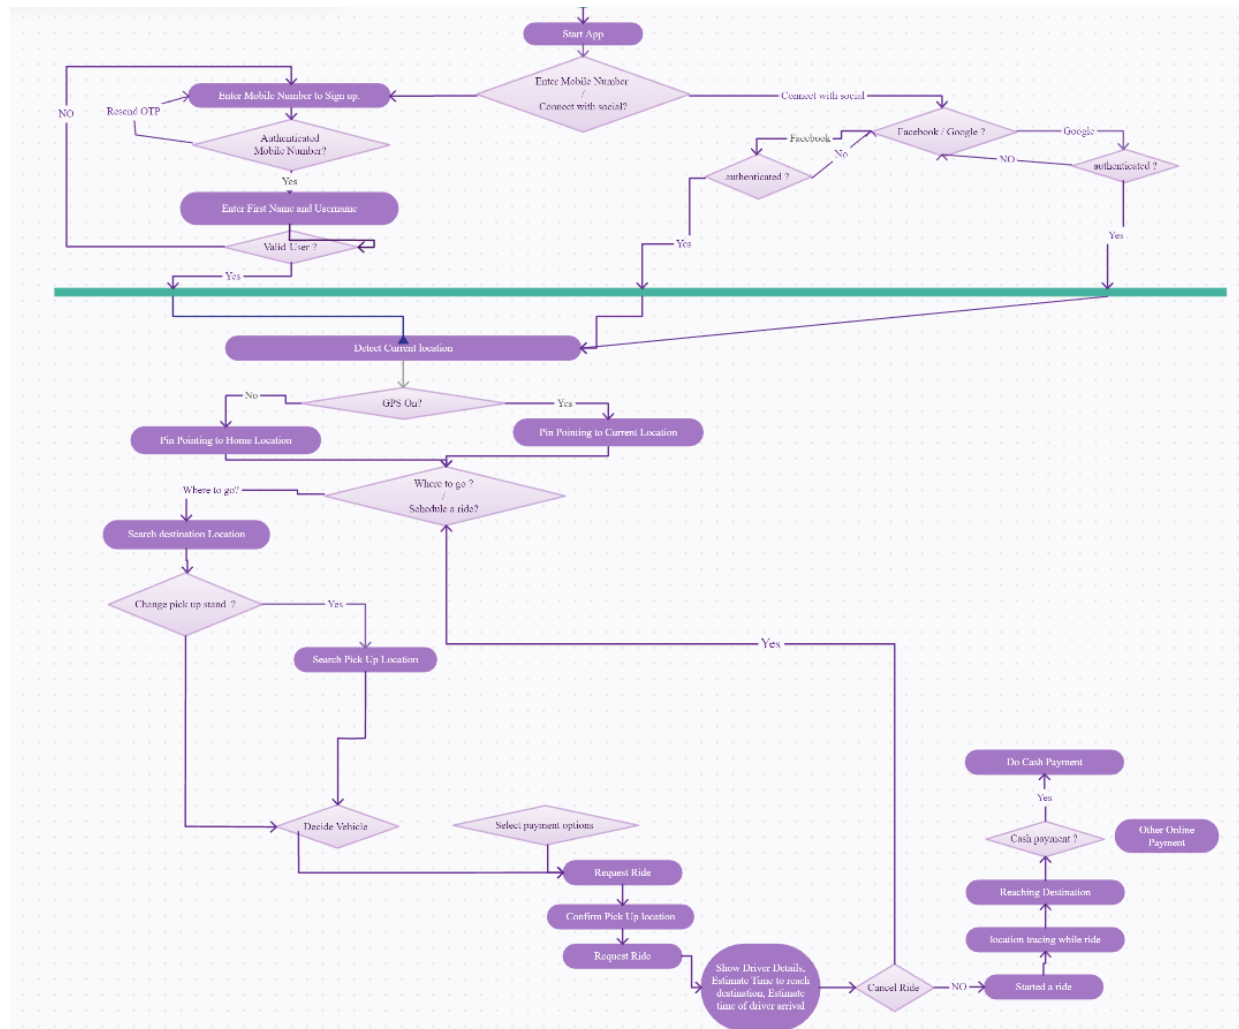 Start App
Enter Mobile Number
/
Connect with social?
Enter Mobile Number to Sign up.
Connect with social
NO
Resend OTP
Authenticated
Mobile Number?
Facebook / Google ?
Facebook
Google
No
NO
authenticated ?
authenticated ?
Yes
Enter First Name and Username
Valid User ?
Yes
Yes
Yes
Detect Current location
GPS On?
No
Yes
Pin Pointing to Home Location
Pin Pointing to Current Location
Where to go ?
/
Schedule a ride?
Where to go?
Search destination Location
Change pick up stand ?
Yes
Search Pick Up Location
Yes
Decide Vehicle
Select payment options
Request Ride
Confirm Pick Up location
Request Ride
Show Driver Details,
Estimate Time to reach
destination, Estimate
time of driver arrival
Cancel Ride
NO
Started a ride
location tracing while ride
Reaching Destination
Cash payment ?
Other Online
Payment
Yes
Do Cash Payment